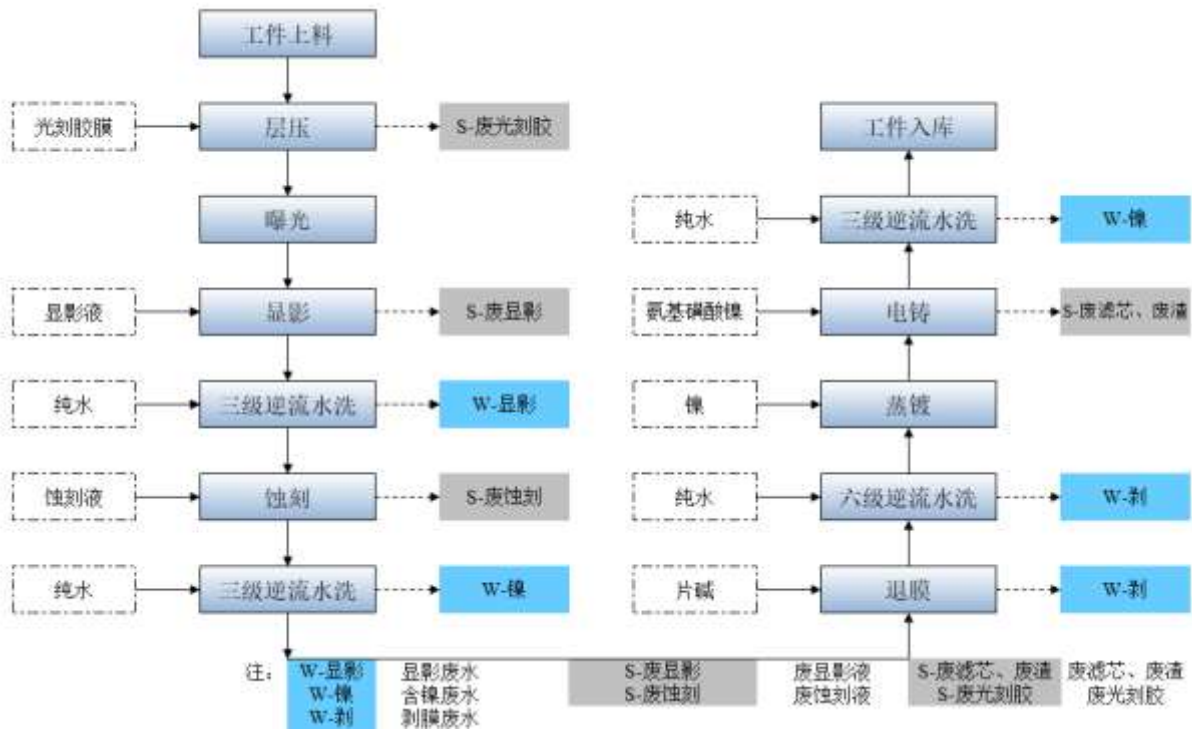 工件上料
光刻胶膜
层压
S-废光刻胶
曝光
显影液
显影
S-废显影
纯水
三级逆流水洗
W-显影
蚀刻液
蚀刻
S-废蚀刻
纯水
三级逆流水洗
W-镍
工件入库
纯水
三级逆流水洗
W-镍
氨基磺酸镍
电铸
S-废滤芯、废渣
镍
蒸镀
纯水
六级逆流水洗
W-剥
片碱
退膜
W-剥
注： W-显影 显影废水 S-废显影 废显影液 S-废滤芯、废渣 废滤芯、废渣
W-镍 含镍废水 S-废蚀刻 废蚀刻液 S-废光刻胶 废光刻胶
W-剥 剥膜废水